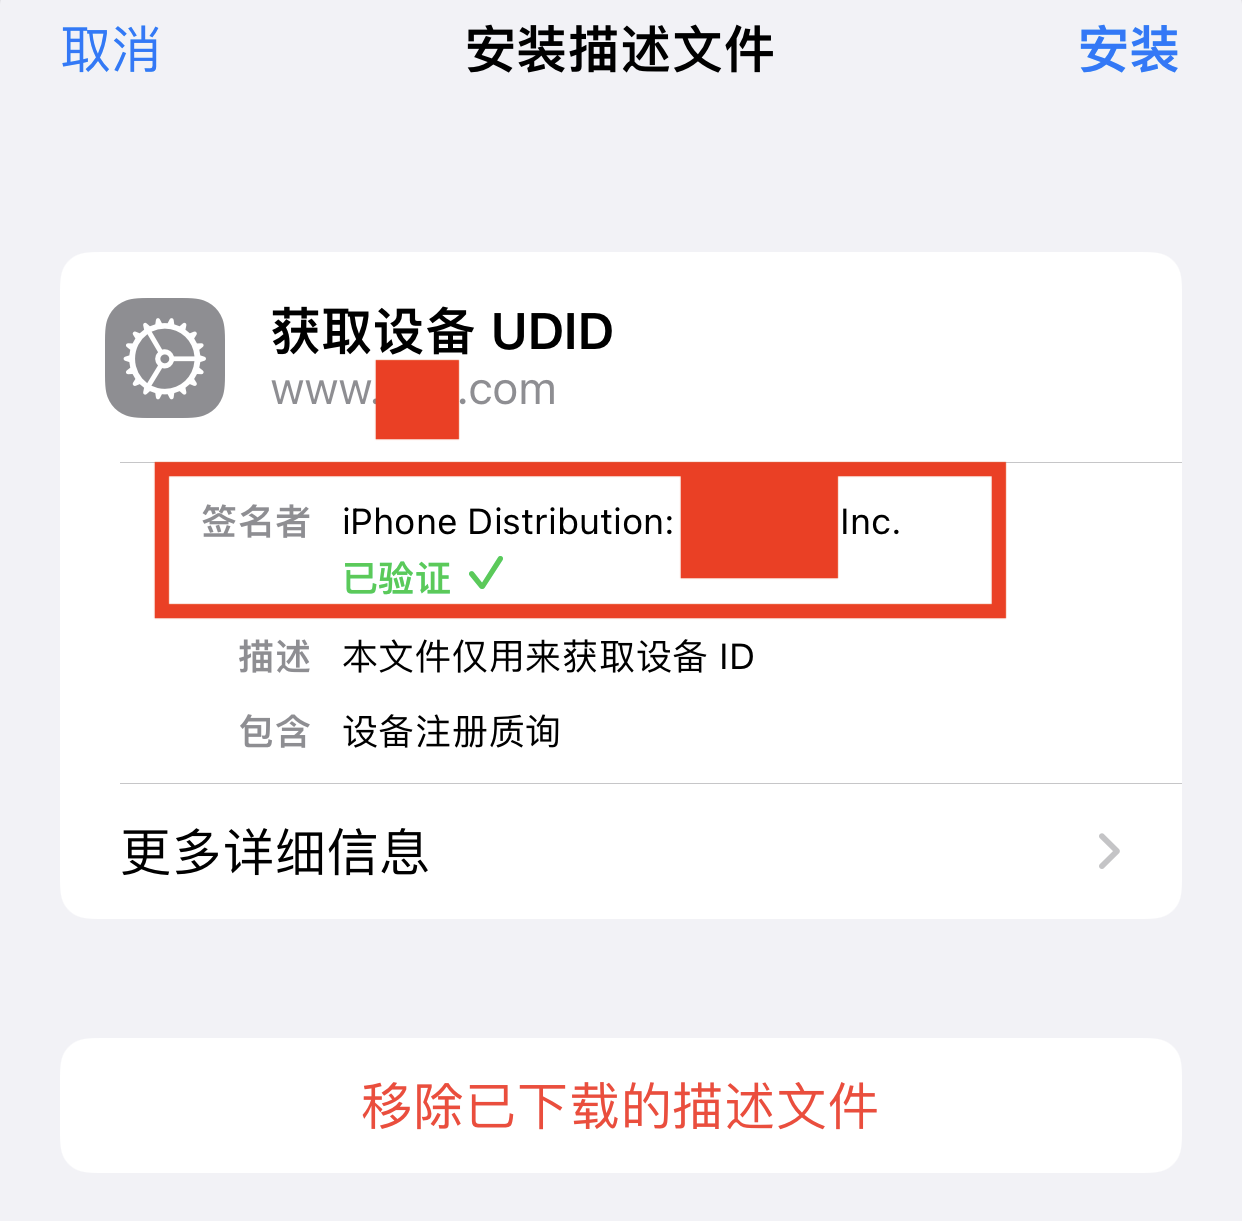 取消 安装描述文件 安装
获取设备 UDID
www. .com
签名者 iPhone Distribution: Inc.
已验证
描述 本文件仅用来获取设备 ID
包含 设备注册质询
更多详细信息
移除已下载的描述文件